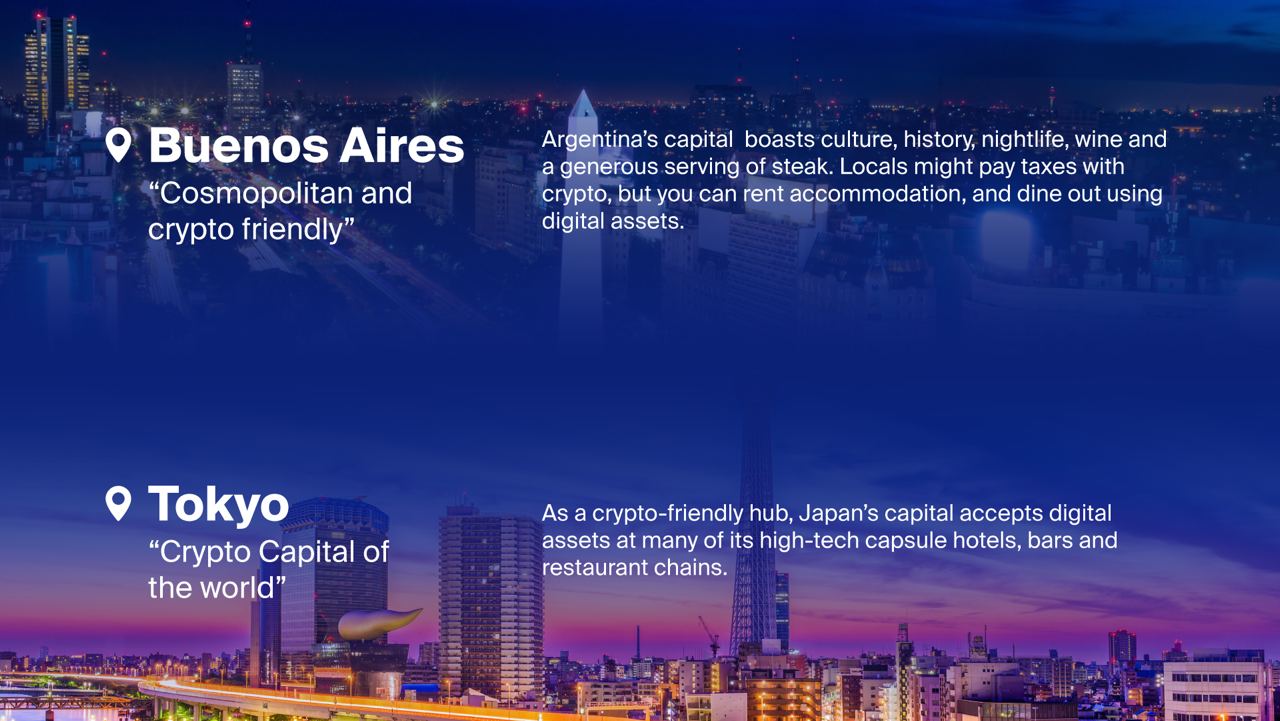 Buenos Aires
“Cosmopolitan and
crypto friendly”
Argentina’s capital  boasts culture, history, nightlife, wine and
a generous serving of steak. Locals might pay taxes with
crypto, but you can rent accommodation, and dine out using
digital assets.
Tokyo
“Crypto Capital of
the world”
As a crypto-friendly hub, Japan’s capital accepts digital
assets at many of its high-tech capsule hotels, bars and
restaurant chains.